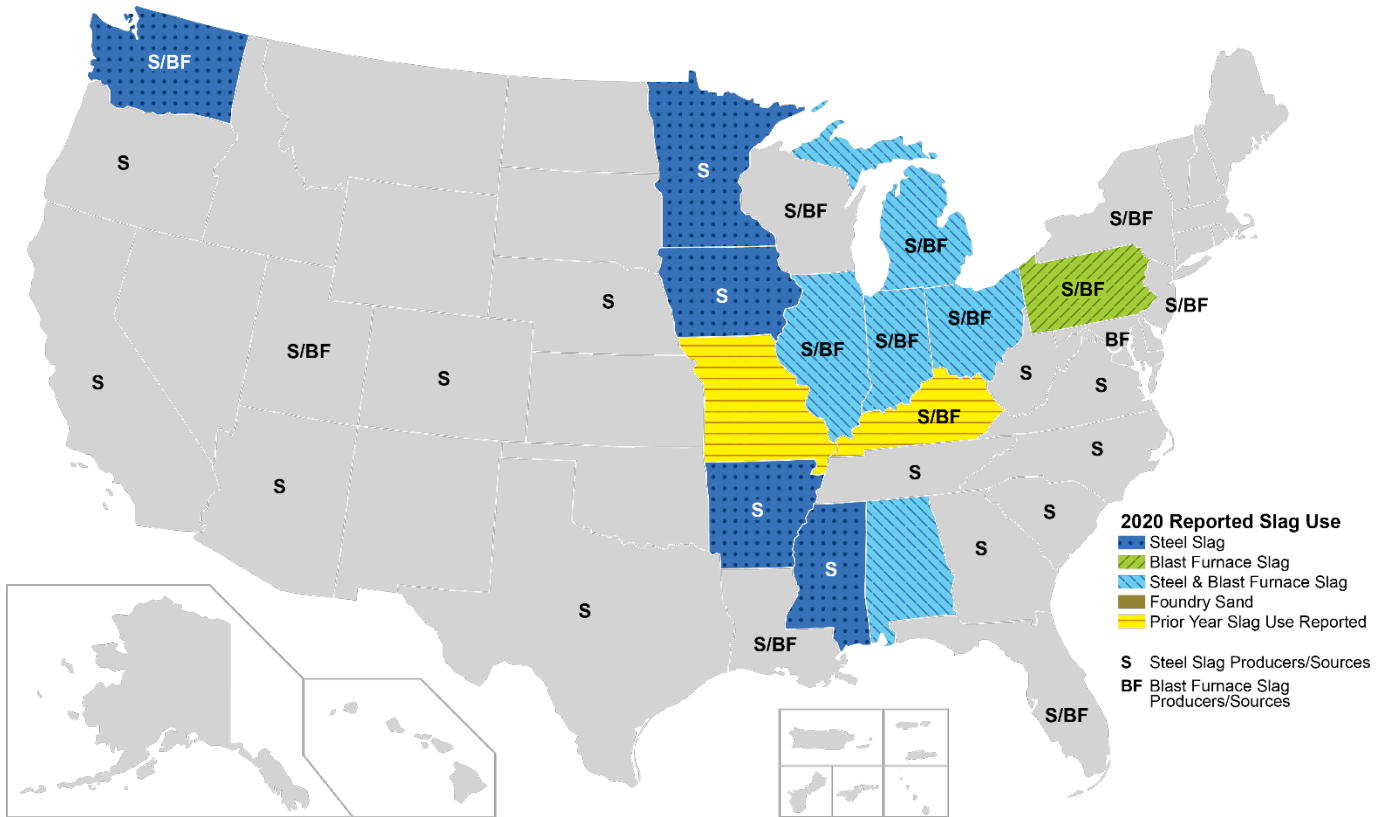 S/BF
S
S
S/BF
S/BF
S/BF
S
S
S/BF
S/BF
S/BF
S/BF
S/BF
BF
S/BF
S
S
S
S
S/BF
S
S
S
S
S
S
S
S
S
S/BF
S/BF
2020 Reported Slag Use
Steel Slag
Blast Furnace Slag
Steel & Blast Furnace Slag
Foundry Sand
Prior Year Slag Use Reported
S Steel Slag Producers/Sources
BF Blast Furnace Slag
Producers/Sources